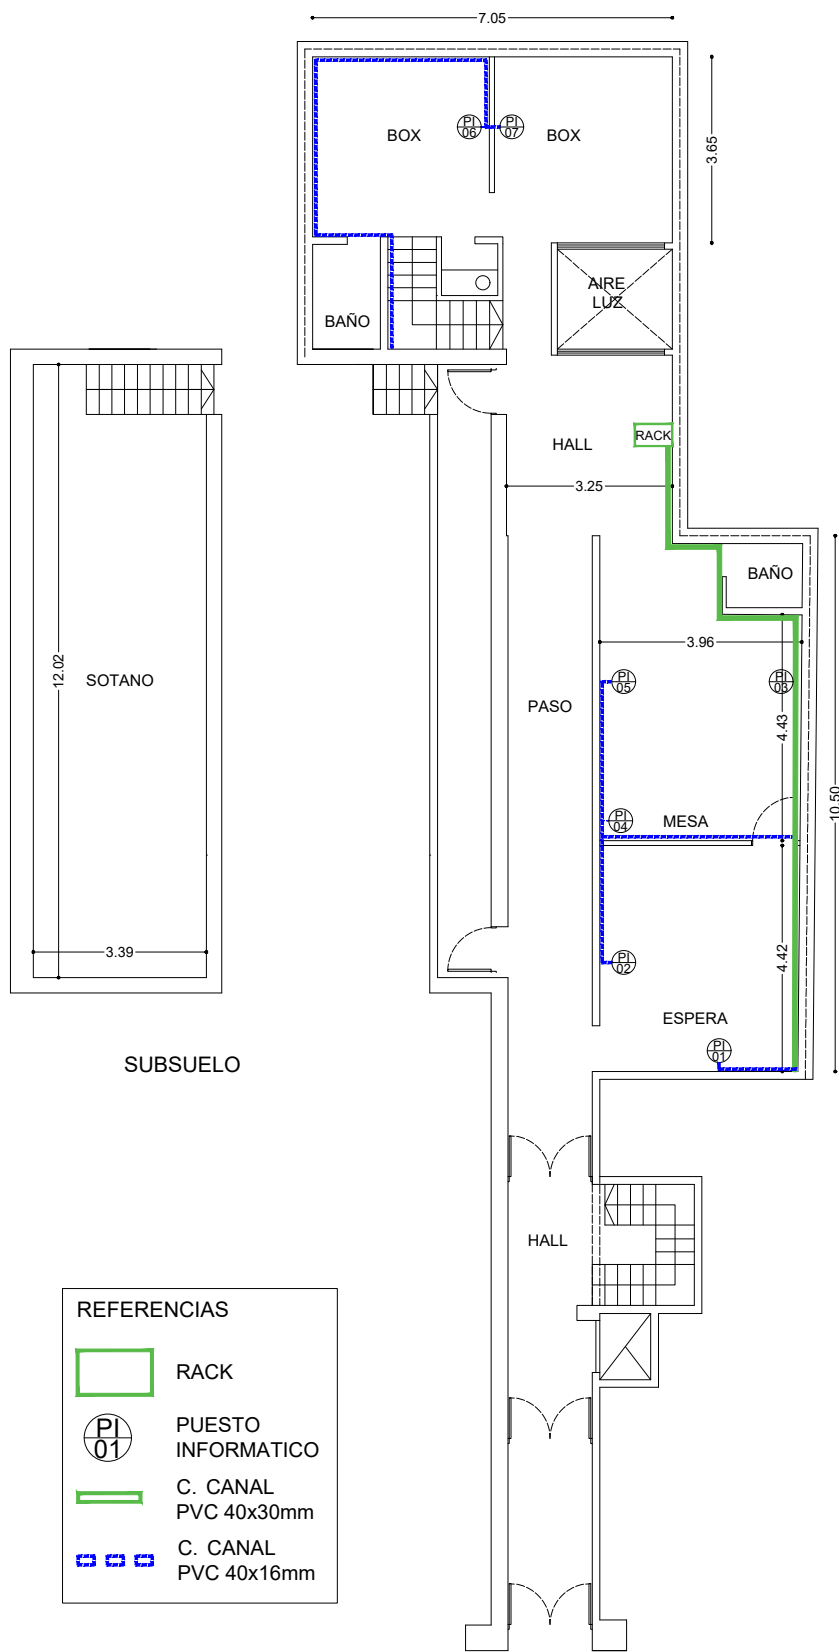 7.05
BOX
PI
06
PI
07
BOX
3.65
AIRE
LUZ
BAÑO
HALL
RACK
3.25
BAÑO
3.96
12.02
SOTANO
PI
05
PI
03
PASO
4.43
10.50
PI
04
MESA
3.39
PI
02
4.42
ESPERA
PI
01
SUBSUELO
HALL
REFERENCIAS
RACK
PI
01
PUESTO
INFORMATICO
C. CANAL
PVC 40x30mm
C. CANAL
PVC 40x16mm